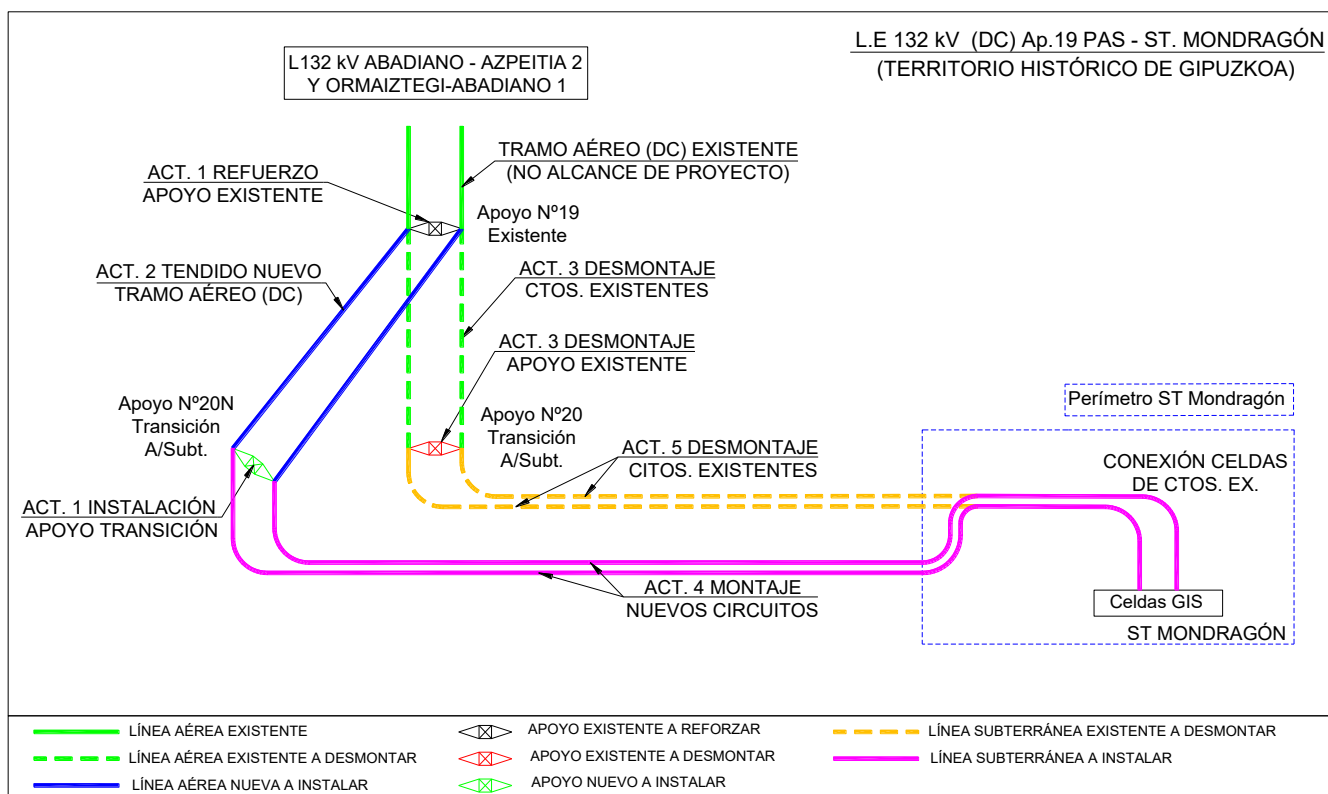 L.E 132 kV (DC) Ap.19 PAS - ST. MONDRAGÓN
(TERRITORIO HISTÓRICO DE GIPUZKOA)
L132 kV ABADIANO - AZPEITIA 2
Y ORMAIZTEGI-ABADIANO 1
TRAMO AÉREO (DC) EXISTENTE
(NO ALCANCE DE PROYECTO)
ACT. 1 REFUERZO
APOYO EXISTENTE
Apoyo Nº19
Existente
ACT. 2 TENDIDO NUEVO
TRAMO AÉREO (DC)
ACT. 3 DESMONTAJE
CTOS. EXISTENTES
ACT. 3 DESMONTAJE
APOYO EXISTENTE
Apoyo Nº20N
Transición
A/Subt.
Apoyo Nº20
Transición
A/Subt.
Perímetro ST Mondragón
ACT. 5 DESMONTAJE
CITOS. EXISTENTES
CONEXIÓN CELDAS
DE CTOS. EX.
ACT. 1 INSTALACIÓN
APOYO TRANSICIÓN
ACT. 4 MONTAJE
NUEVOS CIRCUITOS
Celdas GIS
ST MONDRAGÓN
LÍNEA AÉREA EXISTENTE
LÍNEA AÉREA EXISTENTE A DESMONTAR
LÍNEA AÉREA NUEVA A INSTALAR
APOYO EXISTENTE A REFORZAR
APOYO EXISTENTE A DESMONTAR
APOYO NUEVO A INSTALAR
LÍNEA SUBTERRÁNEA EXISTENTE A DESMONTAR
LÍNEA SUBTERRÁNEA A INSTALAR